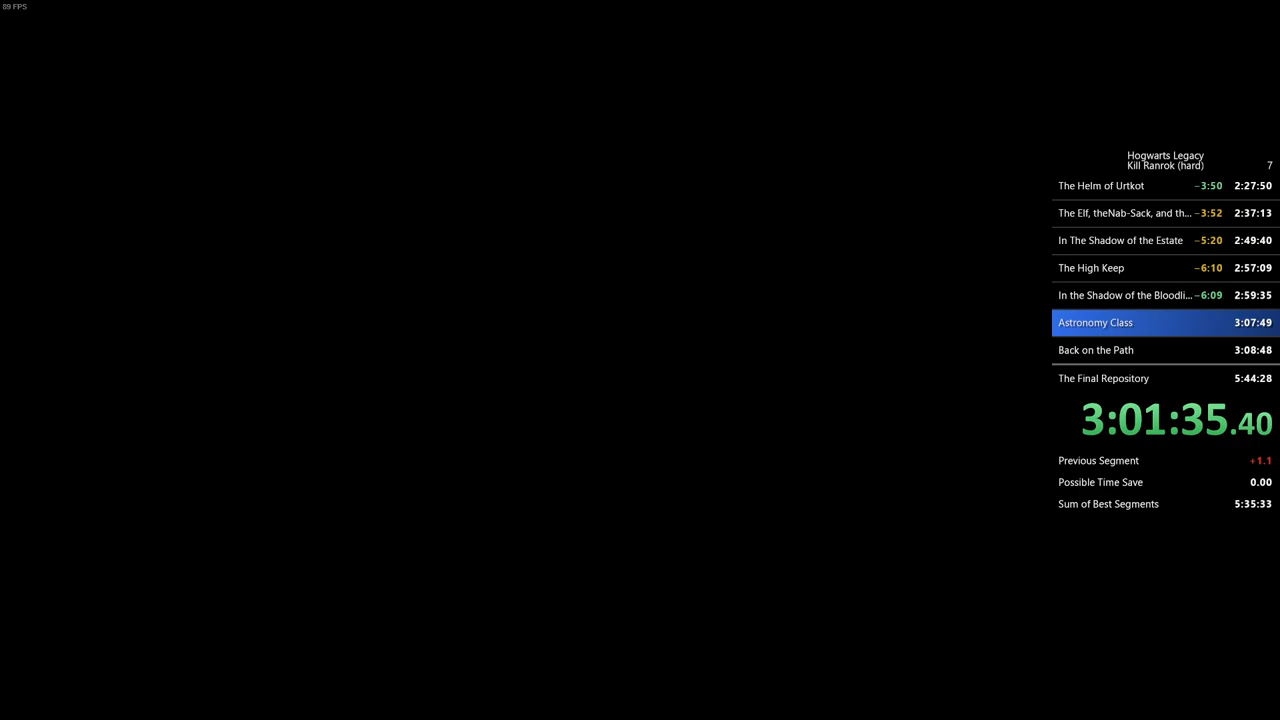 89 FPS
Hogwarts Legacy
Kill Ranrok (hard) 7
The Helm of Urtkot −3:50 2:27:50
The Elf, theNab-Sack, and th... −3:52 2:37:13
In The Shadow of the Estate −5:20 2:49:40
The High Keep −6:10 2:57:09
In the Shadow of the Bloodli... −6:09 2:59:35
Astronomy Class 3:07:49
Back on the Path 3:08:48
The Final Repository 5:44:28
3:01:35.40
Previous Segment +1.1
Possible Time Save 0.00
Sum of Best Segments 5:35:33